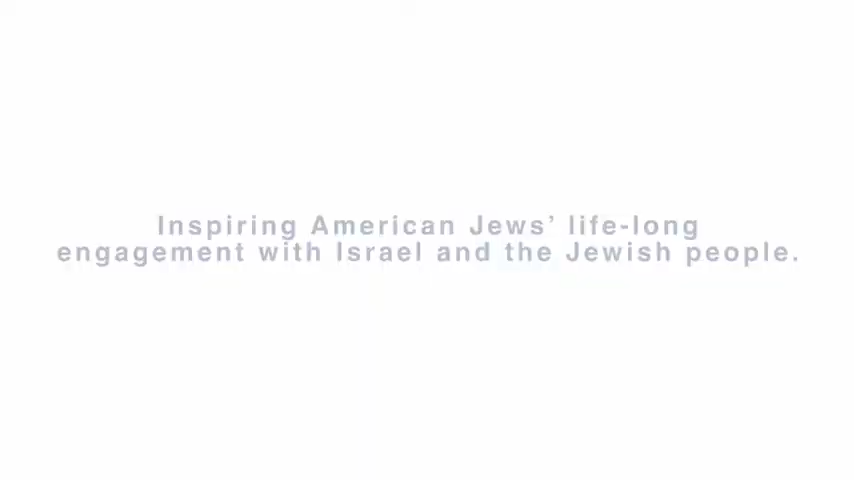 Inspiring American Jews’ life-long
engagement with Israel and the Jewish people.